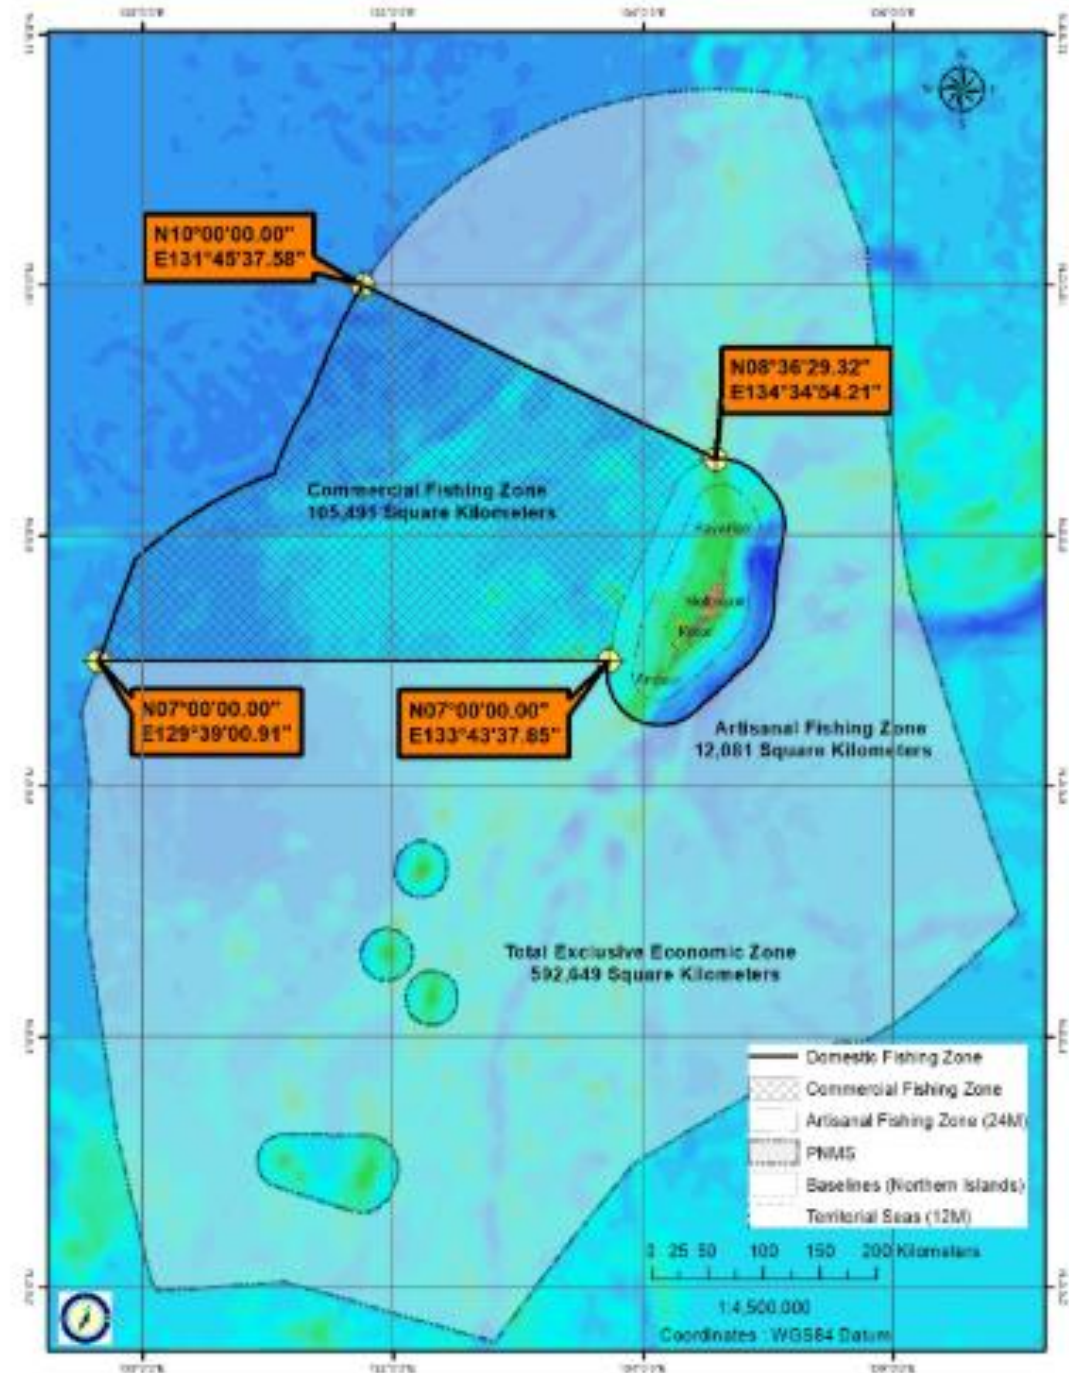 N
W
E
S
N10°00'00.00"
E131°45'37.58"
N08°36'29.32"
E134°34'54.21"
Commercial Fishing Zone
105,491 Square Kilometers
N07°00'00.00"
E129°39'00.91"
N07°00'00.00"
E133°43'37.85"
Artisanal Fishing Zone
12,081 Square Kilometers
Total Exclusive Economic Zone
592,649 Square Kilometers
Domestic Fishing Zone
Commercial Fishing Zone
Artisanal Fishing Zone (24M)
PNMS
Baselines (Northern Islands)
Territorial Seas (12M)
25 50 100 150 200 Kilometers
1:4,500,000
Coordinates : WGS84 Datum